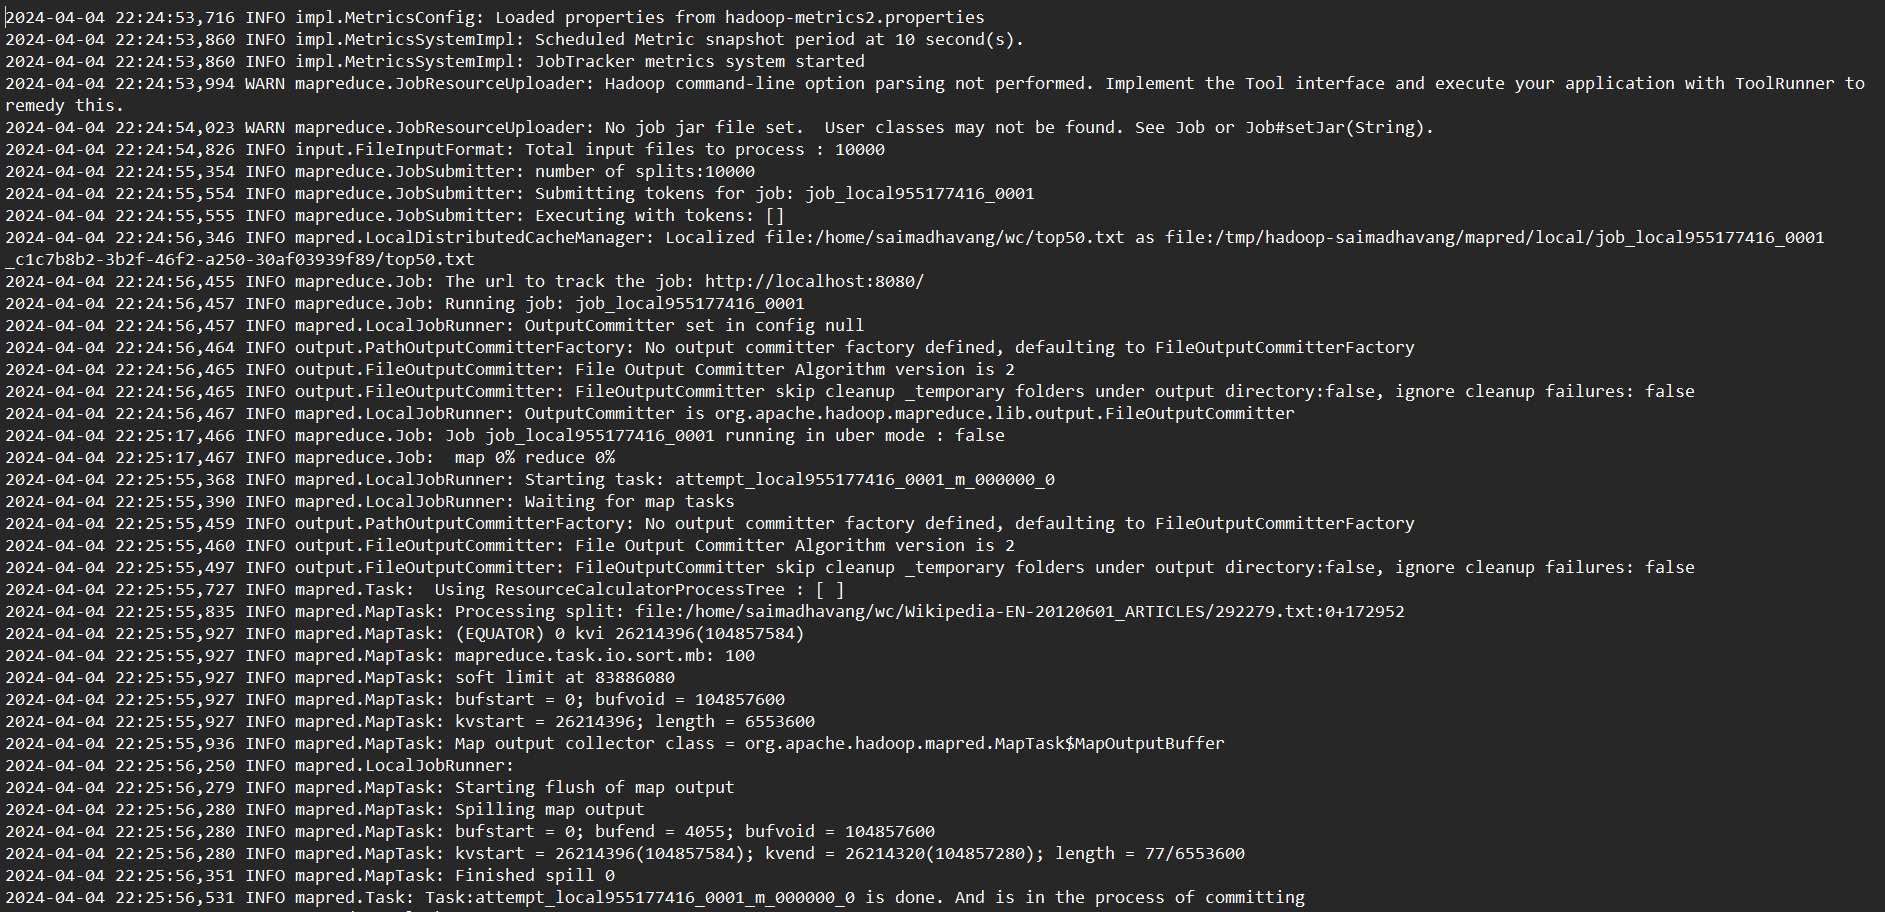 2024-04-04 22:24:53,716 INFO impl.MetricsConfig: Loaded properties from hadoop-metrics2.properties
2024-04-04 22:24:53,860 INFO impl.MetricsSystemImpl: Scheduled Metric snapshot period at 10 second(s).
2024-04-04 22:24:53,860 INFO impl.MetricsSystemImpl: JobTracker metrics system started
2024-04-04 22:24:53,994 WARN mapreduce.JobResourceUploader: Hadoop command-line option parsing not performed. Implement the Tool interface and execute your application with ToolRunner to
remedy this.
2024-04-04 22:24:54,023 WARN mapreduce.JobResourceUploader: No job jar file set.  User classes may not be found. See Job or Job#setJar(String).
2024-04-04 22:24:54,826 INFO input.FileInputFormat: Total input files to process : 10000
2024-04-04 22:24:55,354 INFO mapreduce.JobSubmitter: number of splits:10000
2024-04-04 22:24:55,554 INFO mapreduce.JobSubmitter: Submitting tokens for job: job_local955177416_0001
2024-04-04 22:24:55,555 INFO mapreduce.JobSubmitter: Executing with tokens: []
2024-04-04 22:24:56,346 INFO mapred.LocalDistributedCacheManager: Localized file:/home/saimadhavang/wc/top50.txt as file:/tmp/hadoop-saimadhavang/mapred/local/job_local955177416_0001
_c1c7b8b2-3b2f-46f2-a250-30af03939f89/top50.txt
2024-04-04 22:24:56,455 INFO mapreduce.Job: The url to track the job: http://localhost:8080/
2024-04-04 22:24:56,457 INFO mapreduce.Job: Running job: job_local955177416_0001
2024-04-04 22:24:56,457 INFO mapred.LocalJobRunner: OutputCommitter set in config null
2024-04-04 22:24:56,464 INFO output.PathOutputCommitterFactory: No output committer factory defined, defaulting to FileOutputCommitterFactory
2024-04-04 22:24:56,465 INFO output.FileOutputCommitter: File Output Committer Algorithm version is 2
2024-04-04 22:24:56,465 INFO output.FileOutputCommitter: FileOutputCommitter skip cleanup _temporary folders under output directory:false, ignore cleanup failures: false
2024-04-04 22:24:56,467 INFO mapred.LocalJobRunner: OutputCommitter is org.apache.hadoop.mapreduce.lib.output.FileOutputCommitter
2024-04-04 22:25:17,466 INFO mapreduce.Job: Job job_local955177416_0001 running in uber mode : false
2024-04-04 22:25:17,467 INFO mapreduce.Job:  map 0% reduce 0%
2024-04-04 22:25:55,368 INFO mapred.LocalJobRunner: Starting task: attempt_local955177416_0001_m_000000_0
2024-04-04 22:25:55,390 INFO mapred.LocalJobRunner: Waiting for map tasks
2024-04-04 22:25:55,459 INFO output.PathOutputCommitterFactory: No output committer factory defined, defaulting to FileOutputCommitterFactory
2024-04-04 22:25:55,460 INFO output.FileOutputCommitter: File Output Committer Algorithm version is 2
2024-04-04 22:25:55,497 INFO output.FileOutputCommitter: FileOutputCommitter skip cleanup _temporary folders under output directory:false, ignore cleanup failures: false
2024-04-04 22:25:55,727 INFO mapred.Task:  Using ResourceCalculatorProcessTree : [ ]
2024-04-04 22:25:55,835 INFO mapred.MapTask: Processing split: file:/home/saimadhavang/wc/Wikipedia-EN-20120601_ARTICLES/292279.txt:0+172952
2024-04-04 22:25:55,927 INFO mapred.MapTask: (EQUATOR) 0 kvi 26214396(104857584)
2024-04-04 22:25:55,927 INFO mapred.MapTask: mapreduce.task.io.sort.mb: 100
2024-04-04 22:25:55,927 INFO mapred.MapTask: soft limit at 83886080
2024-04-04 22:25:55,927 INFO mapred.MapTask: bufstart = 0; bufvoid = 104857600
2024-04-04 22:25:55,927 INFO mapred.MapTask: kvstart = 26214396; length = 6553600
2024-04-04 22:25:55,936 INFO mapred.MapTask: Map output collector class = org.apache.hadoop.mapred.MapTask$MapOutputBuffer
2024-04-04 22:25:56,250 INFO mapred.LocalJobRunner:
2024-04-04 22:25:56,279 INFO mapred.MapTask: Starting flush of map output
2024-04-04 22:25:56,280 INFO mapred.MapTask: Spilling map output
2024-04-04 22:25:56,280 INFO mapred.MapTask: bufstart = 0; bufend = 4055; bufvoid = 104857600
2024-04-04 22:25:56,280 INFO mapred.MapTask: kvstart = 26214396(104857584); kvend = 26214320(104857280); length = 77/6553600
2024-04-04 22:25:56,351 INFO mapred.MapTask: Finished spill 0
2024-04-04 22:25:56,531 INFO mapred.Task: Task:attempt_local955177416_0001_m_000000_0 is done. And is in the process of committing